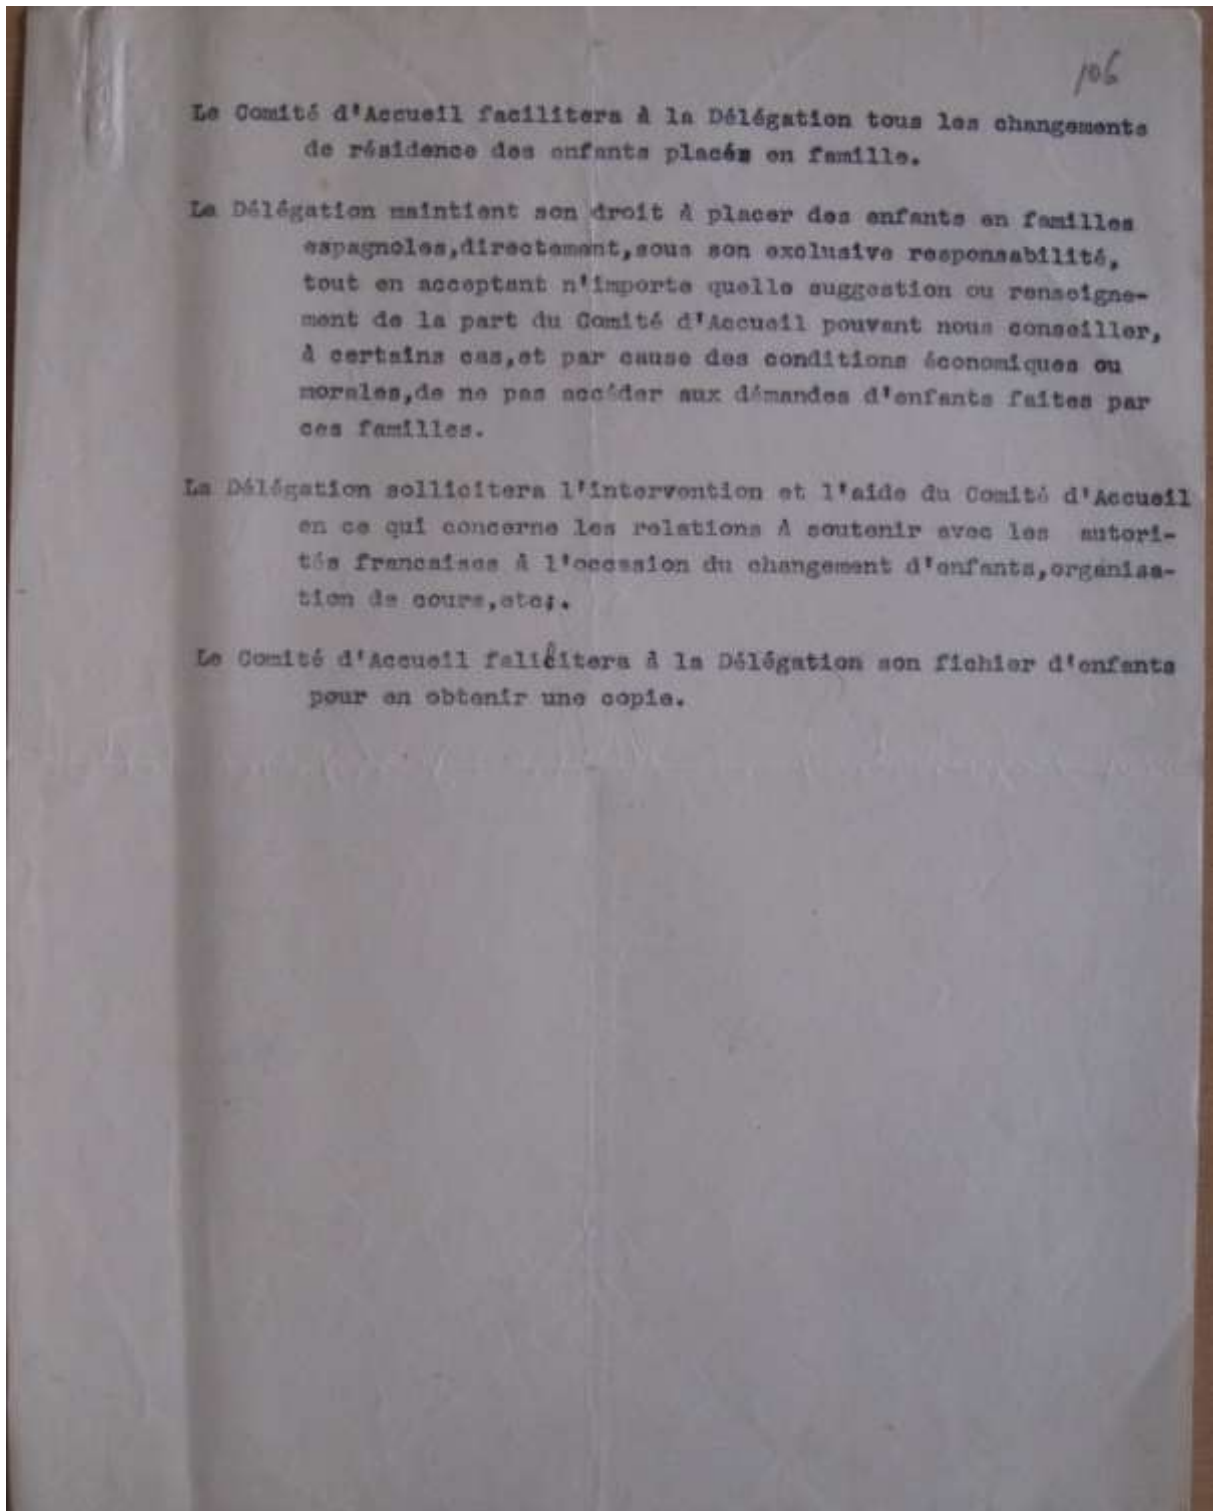 106
Le Comité d'Accueil facilitera à la Délégation tous les changements
de résidence des enfants placés en famille.
La Délégation maintient son droit à placer des enfants en familles
espagnoles,directement,sous son exclusive responsabilité,
tout en acceptant n'importe quelle suggestion ou renseigne-
ment de la part du Comité d'Accueil pouvant nous conseiller,
à certains cas,et par cause des conditions économiques ou
morales,de ne pas accéder aux démandes d'enfants faites par
ces familles.
La Délégation sollicitera l'intervention et l'aide du Comité d'Accueil
en ce qui concerne les relations à soutenir avec les autori-
tés francaises à l'occasion du changement d'enfants,organisa-
tion de cours,etc;.
Le Comité d'Accueil falicitera à la Délégation son fichier d'enfants
pour en obtenir une copie.